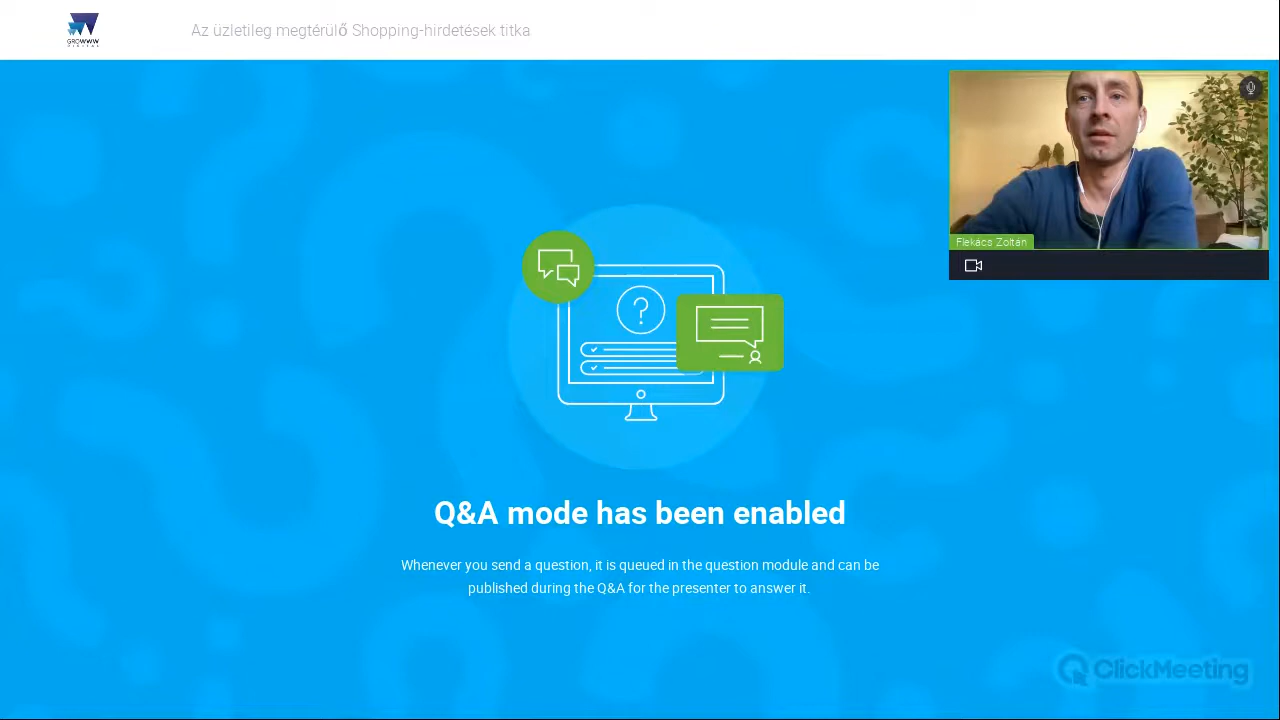 GROWWW
DIGITAL
Az üzletileg megtérülő Shopping-hirdetések titka
Flekács Zoltán
Q&A mode has been enabled
Whenever you send a question, it is queued in the question module and can be
published during the Q&A for the presenter to answer it.
ClickMeeting